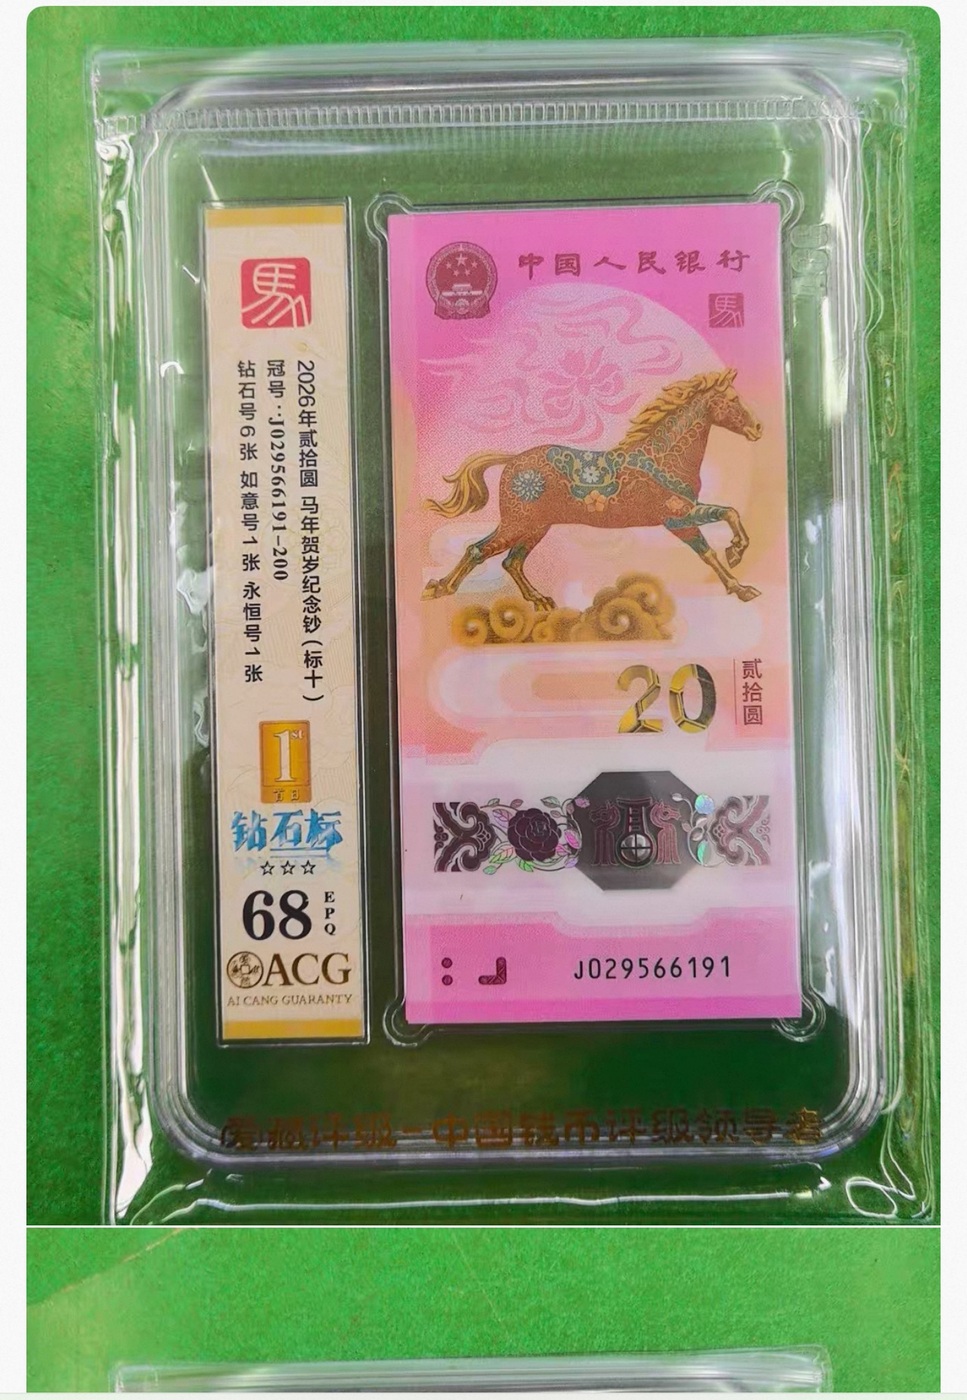 馬
2026年贰拾圆 马年贺岁纪念钞(标十)
冠号:J029566191-200
钻石号6张 如意号1张 永恒号1张
1st
首日
钻石标
☆☆☆
68 EPQ
ACG
AI CANG GUARANTY
中国人民银行
馬
20
贰拾圆
福
J029566191
爱藏评级-中国钱币评级领导者